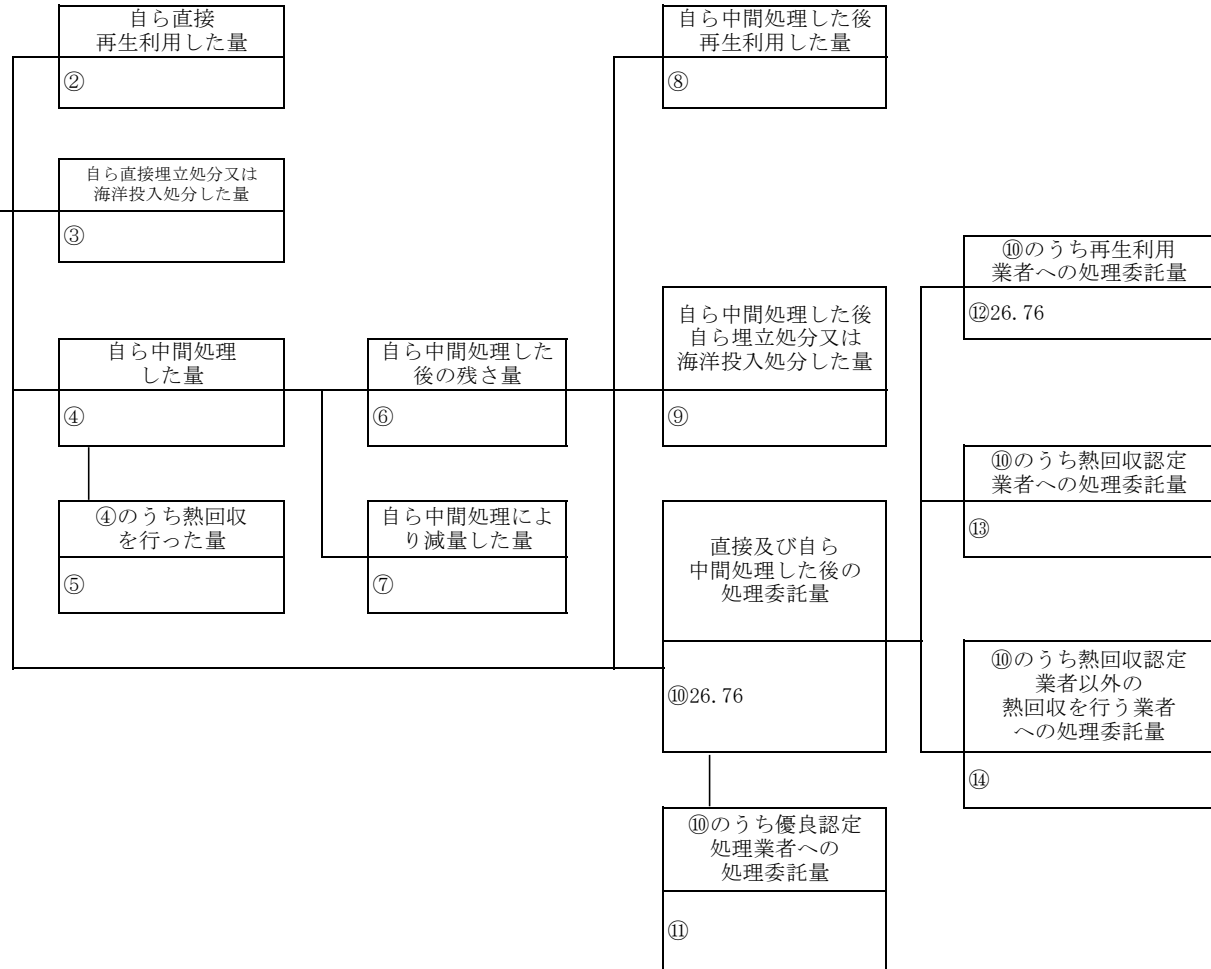 自ら直接
再生利用した量
②
自ら直接埋立処分又は
海洋投入処分した量
③
自ら中間処理
した量
④
④のうち熱回収
を行った量
⑤
自ら中間処理した
後の残さ量
⑥
自ら中間処理によ
り減量した量
⑦
自ら中間処理した後
再生利用した量
⑧
自ら中間処理した後
自ら埋立処分又は
海洋投入処分した量
⑨
直接及び自ら
中間処理した後の
処理委託量
⑩26.76
⑩のうち優良認定
処理業者への
処理委託量
⑪
⑩のうち再生利用
業者への処理委託量
⑫26.76
⑩のうち熱回収認定
業者への処理委託量
⑬
⑩のうち熱回収認定
業者以外の
熱回収を行う業者
への処理委託量
⑭